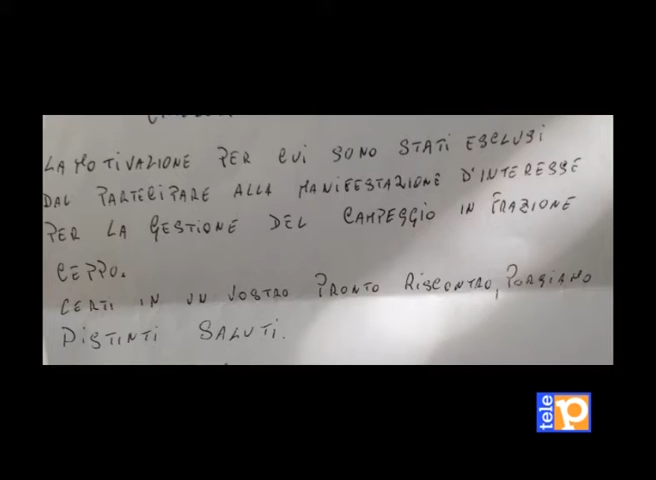 LA MOTIVAZIONE PER CUI SONO STATI ESCLUSI
DAL PARTECIPARE ALLA MANIFESTAZIONE D'INTERESSE
PER LA GESTIONE DEL CAMPEGGIO IN FRAZIONE
CEPPO.
CERTI IN UN VOSTRO PRONTO RISCONTRO, PORGIAMO
DISTINTI SALUTI.
tele p